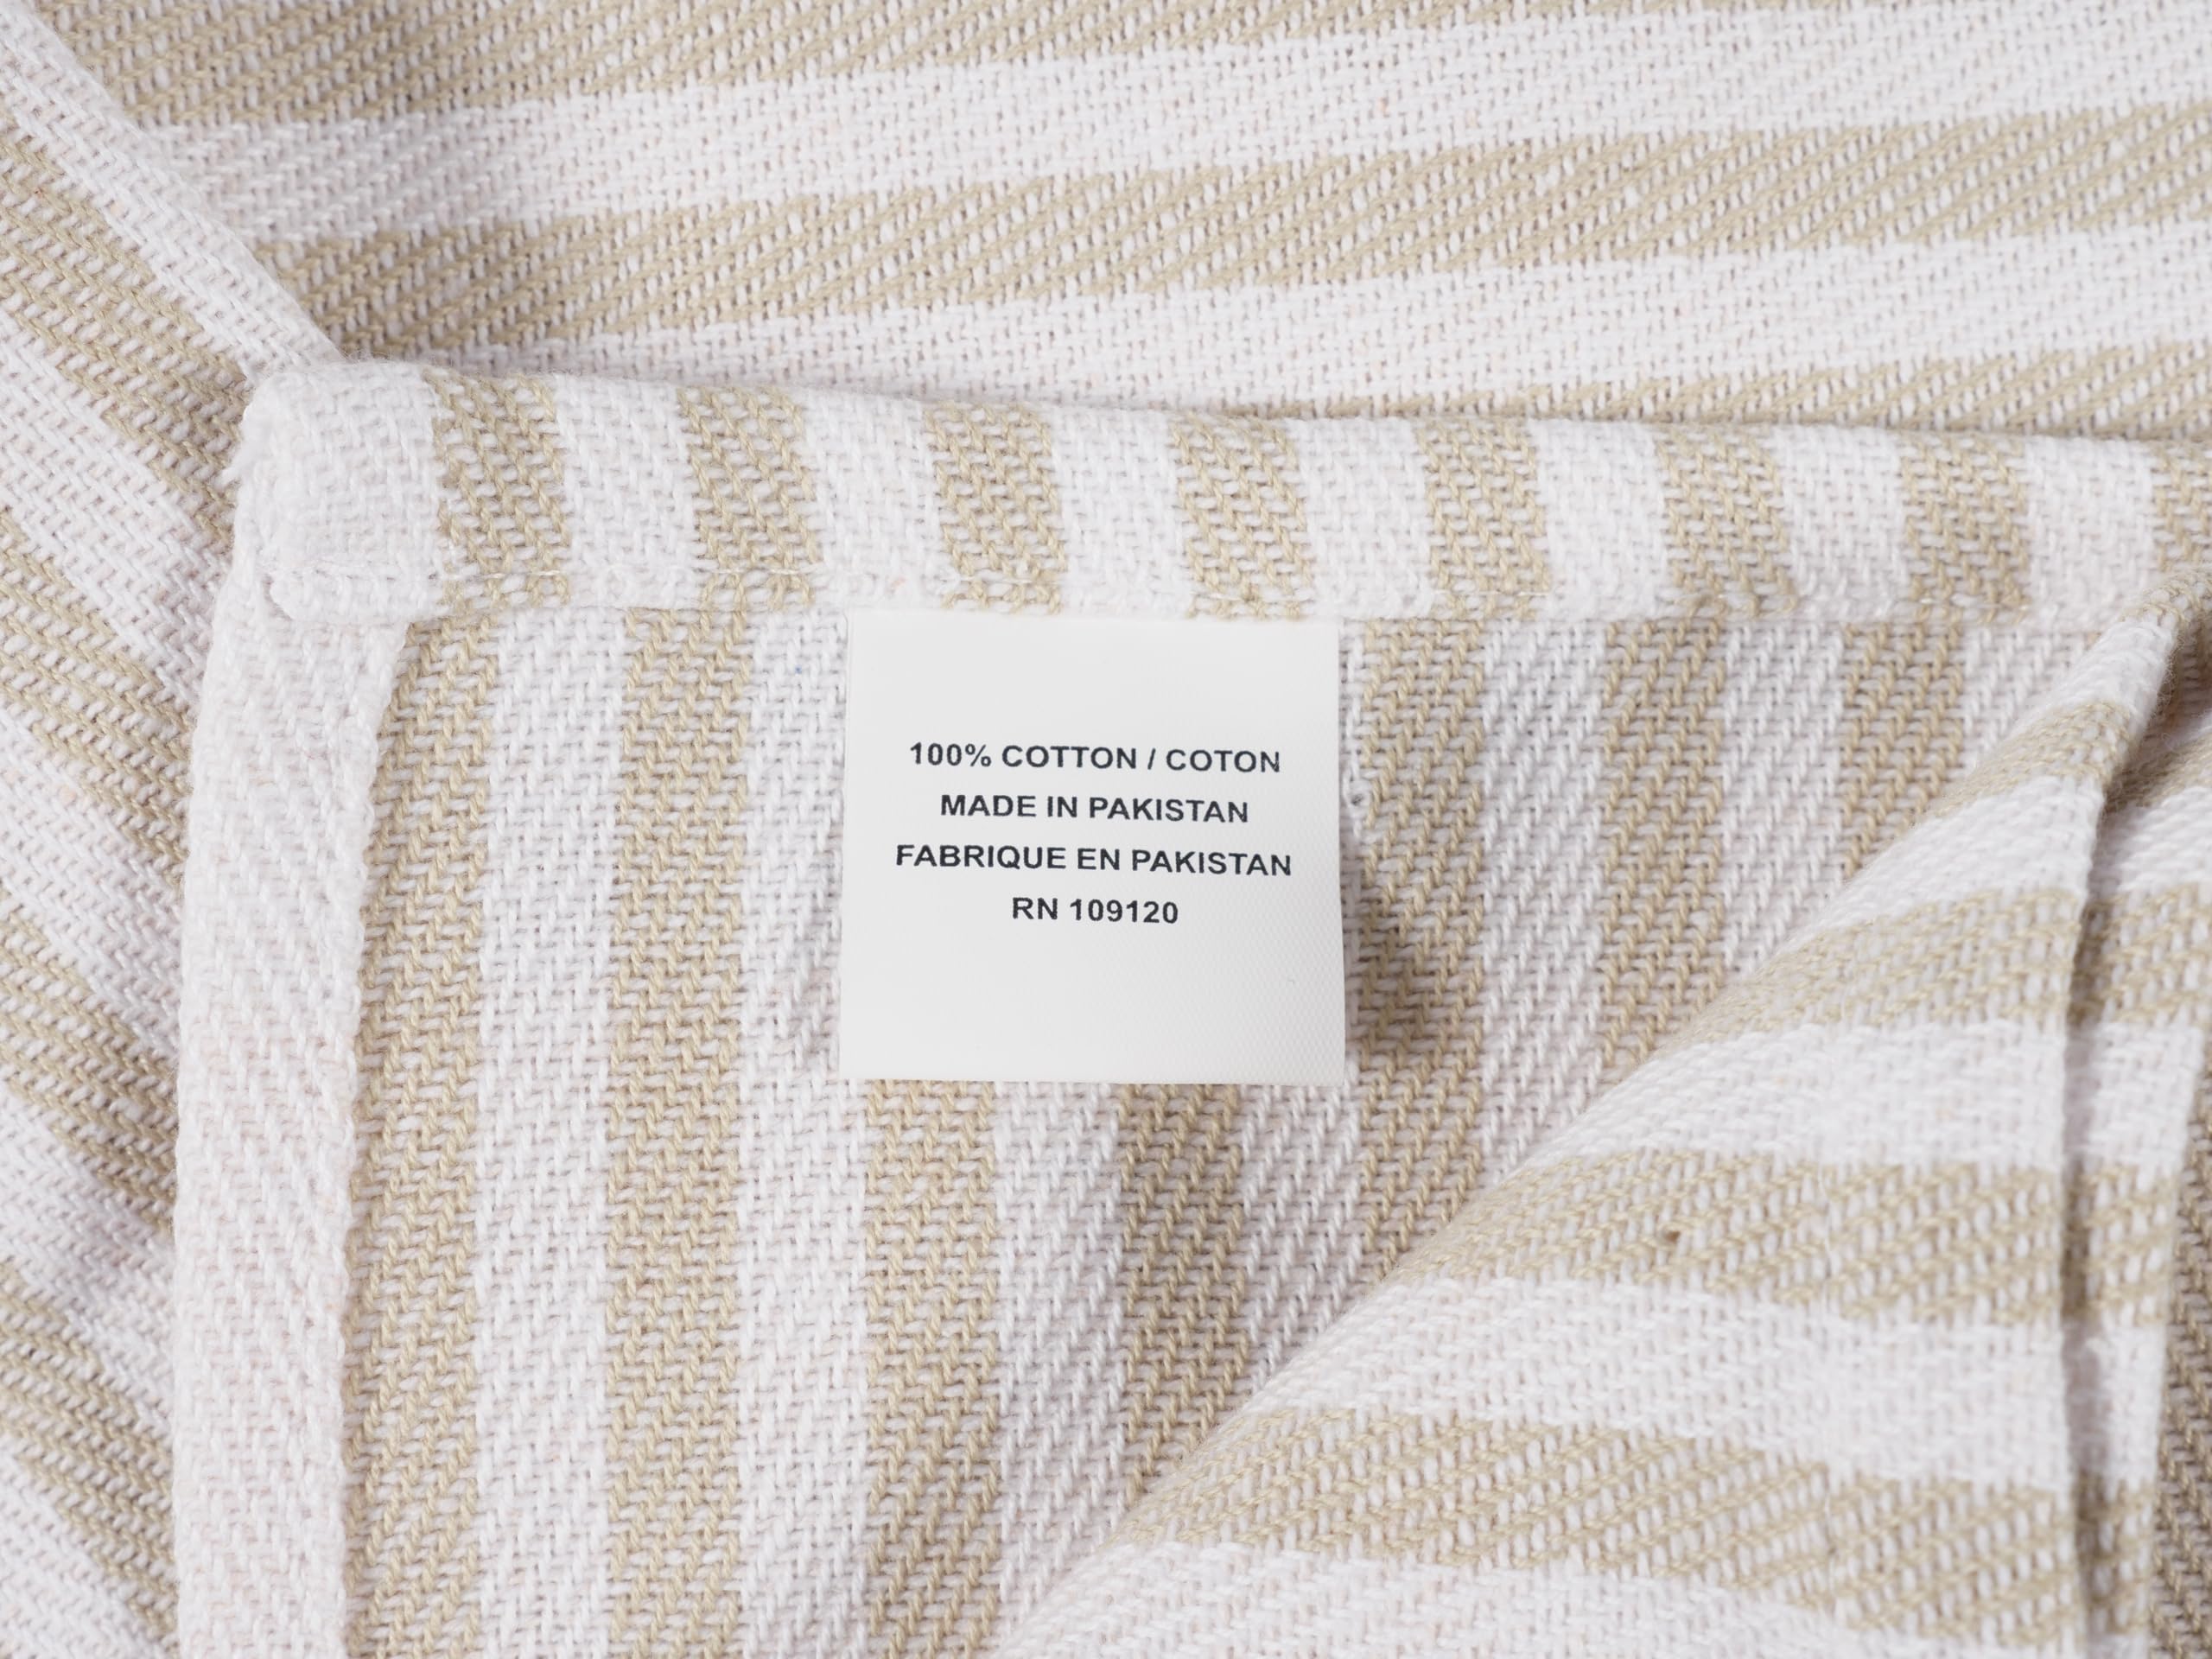 100% COTTON / COTON
MADE IN PAKISTAN
FABRIQUE EN PAKISTAN
RN 109120